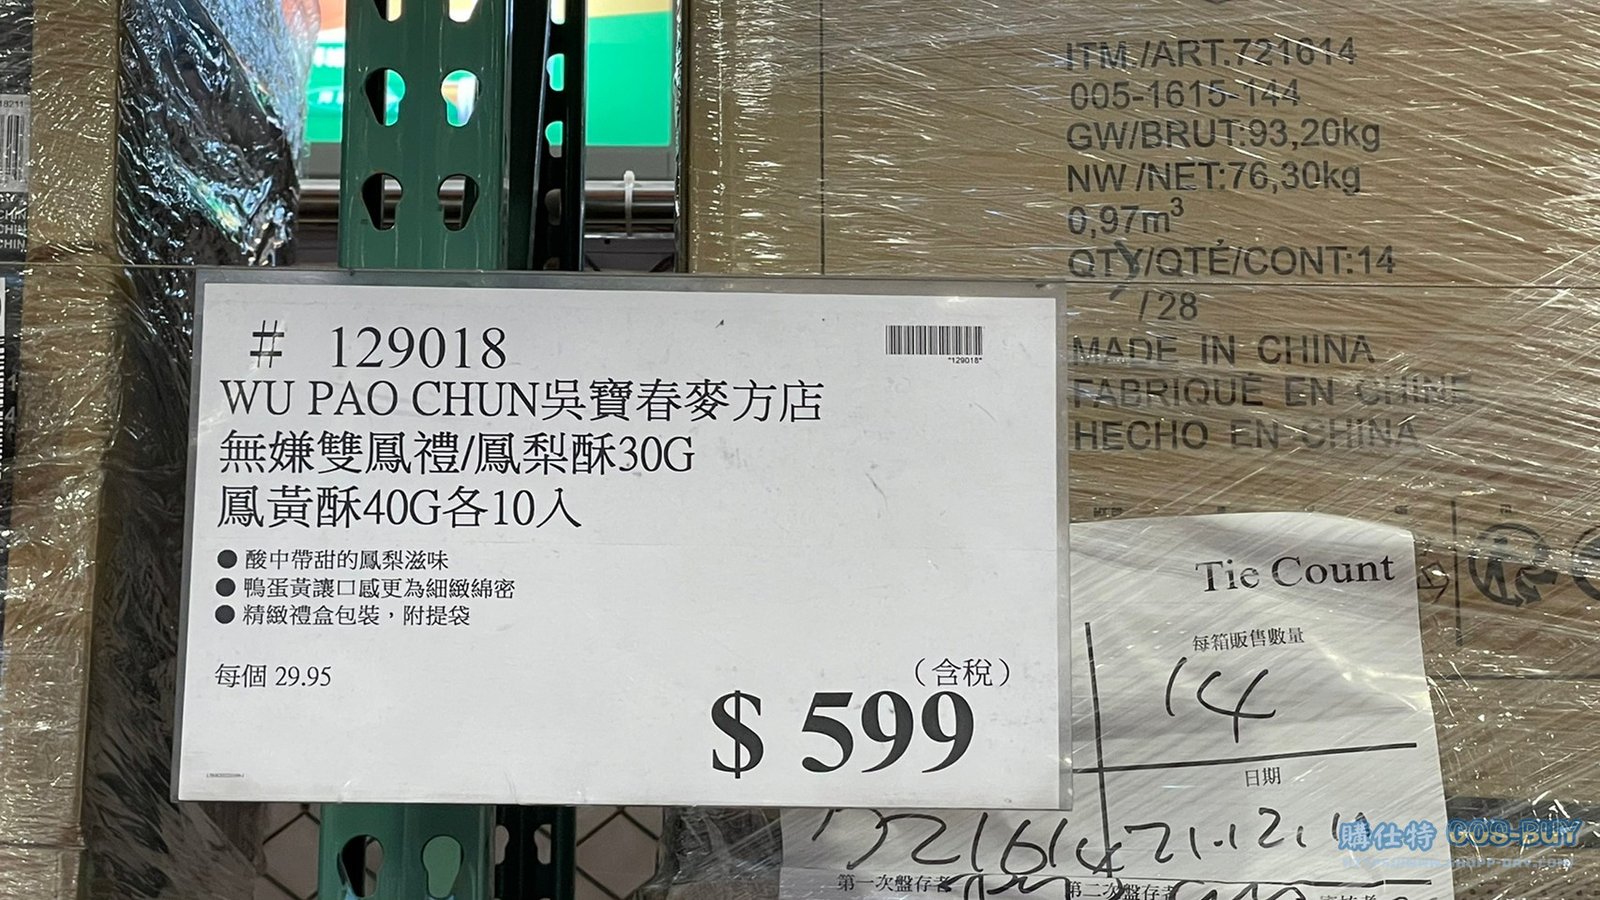 ITM./ART.721614
005-1615-144
GW/BRUT:93,20kg
NW/NET:76,30kg
0,97m³
QTY/QTÉ/CONT:14
/28
MADE IN CHINA
FABRIQUÉ EN CHINE
HECHO EN CHINA
# 129018
*129018*
WU PAO CHUN吳寶春麥方店
無嫌雙鳳禮/鳳梨酥30G
鳳黃酥40G各10入
● 酸中帶甜的鳳梨滋味
● 鴨蛋黃讓口感更為細緻綿密
● 精緻禮盒包裝，附提袋
每個 29.95
（含稅）
$ 599
Tie Count
每箱販售數量
14
日期
721614 21.12.
第一次盤存者 第二次盤存者
購仕特 COS-BUY